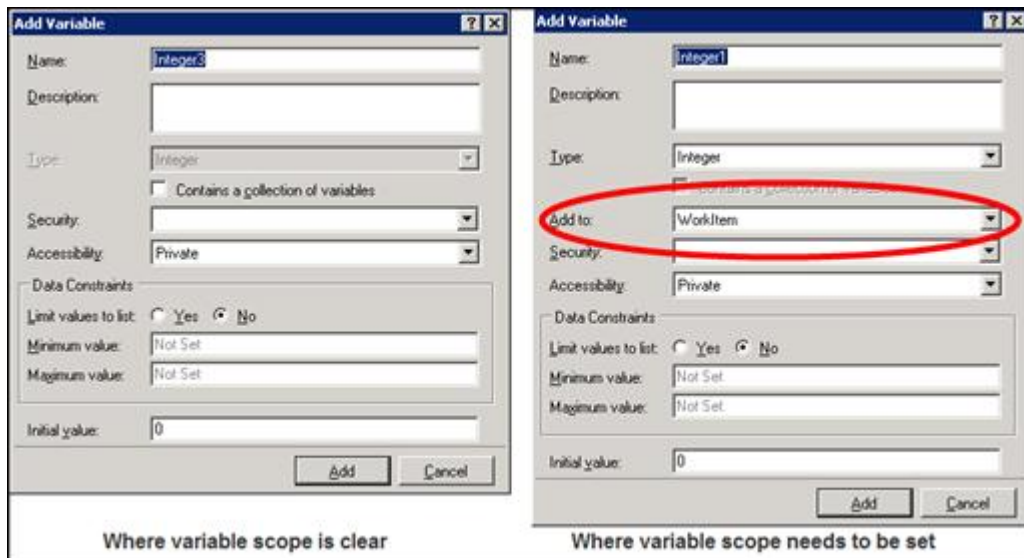 Add Variable
Name:
Integer3
Description:
Type:
Integer
Contains a collection of variables
Security:
Accessibility:
Private
Data Constraints
Limit values to list:
Yes
No
Minimum value:
Not Set
Maximum value:
Not Set
Initial value:
0
Add
Cancel
Where variable scope is clear
Add Variable
Name:
Integer1
Description:
Type:
Integer
Contains a collection of variables
Add to:
WorkItem
Security:
Accessibility:
Private
Data Constraints
Limit values to list:
Yes
No
Minimum value:
Not Set
Maximum value:
Not Set
Initial value:
0
Add
Cancel
Where variable scope needs to be set